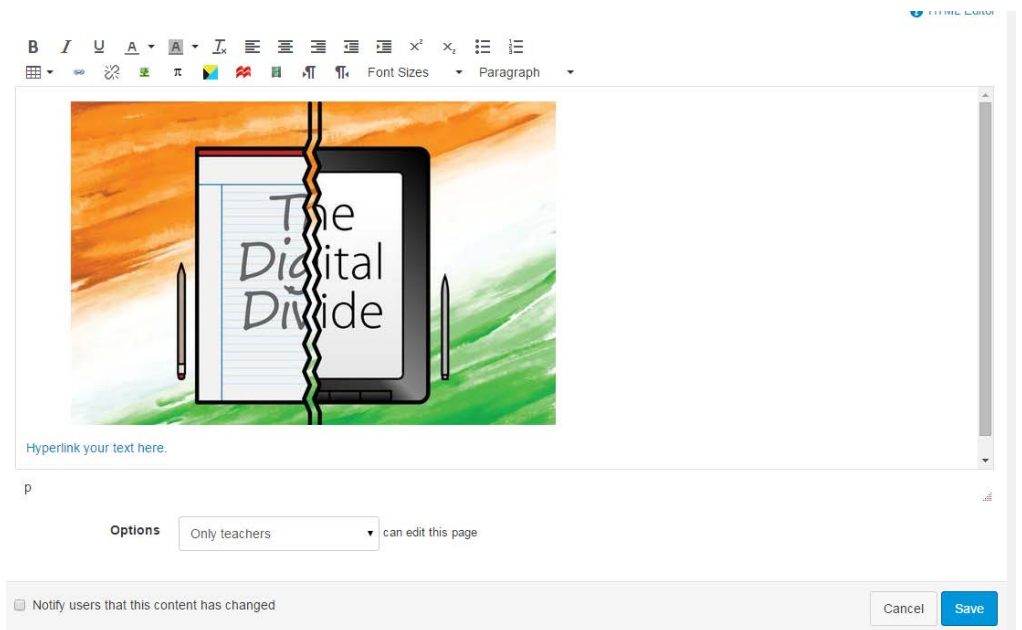 HTML Editor
B I U A A Tx x² x₂
π Font Sizes Paragraph
The
Digital
Divide
Hyperlink your text here.
p
Options Only teachers can edit this page
Notify users that this content has changed Cancel Save